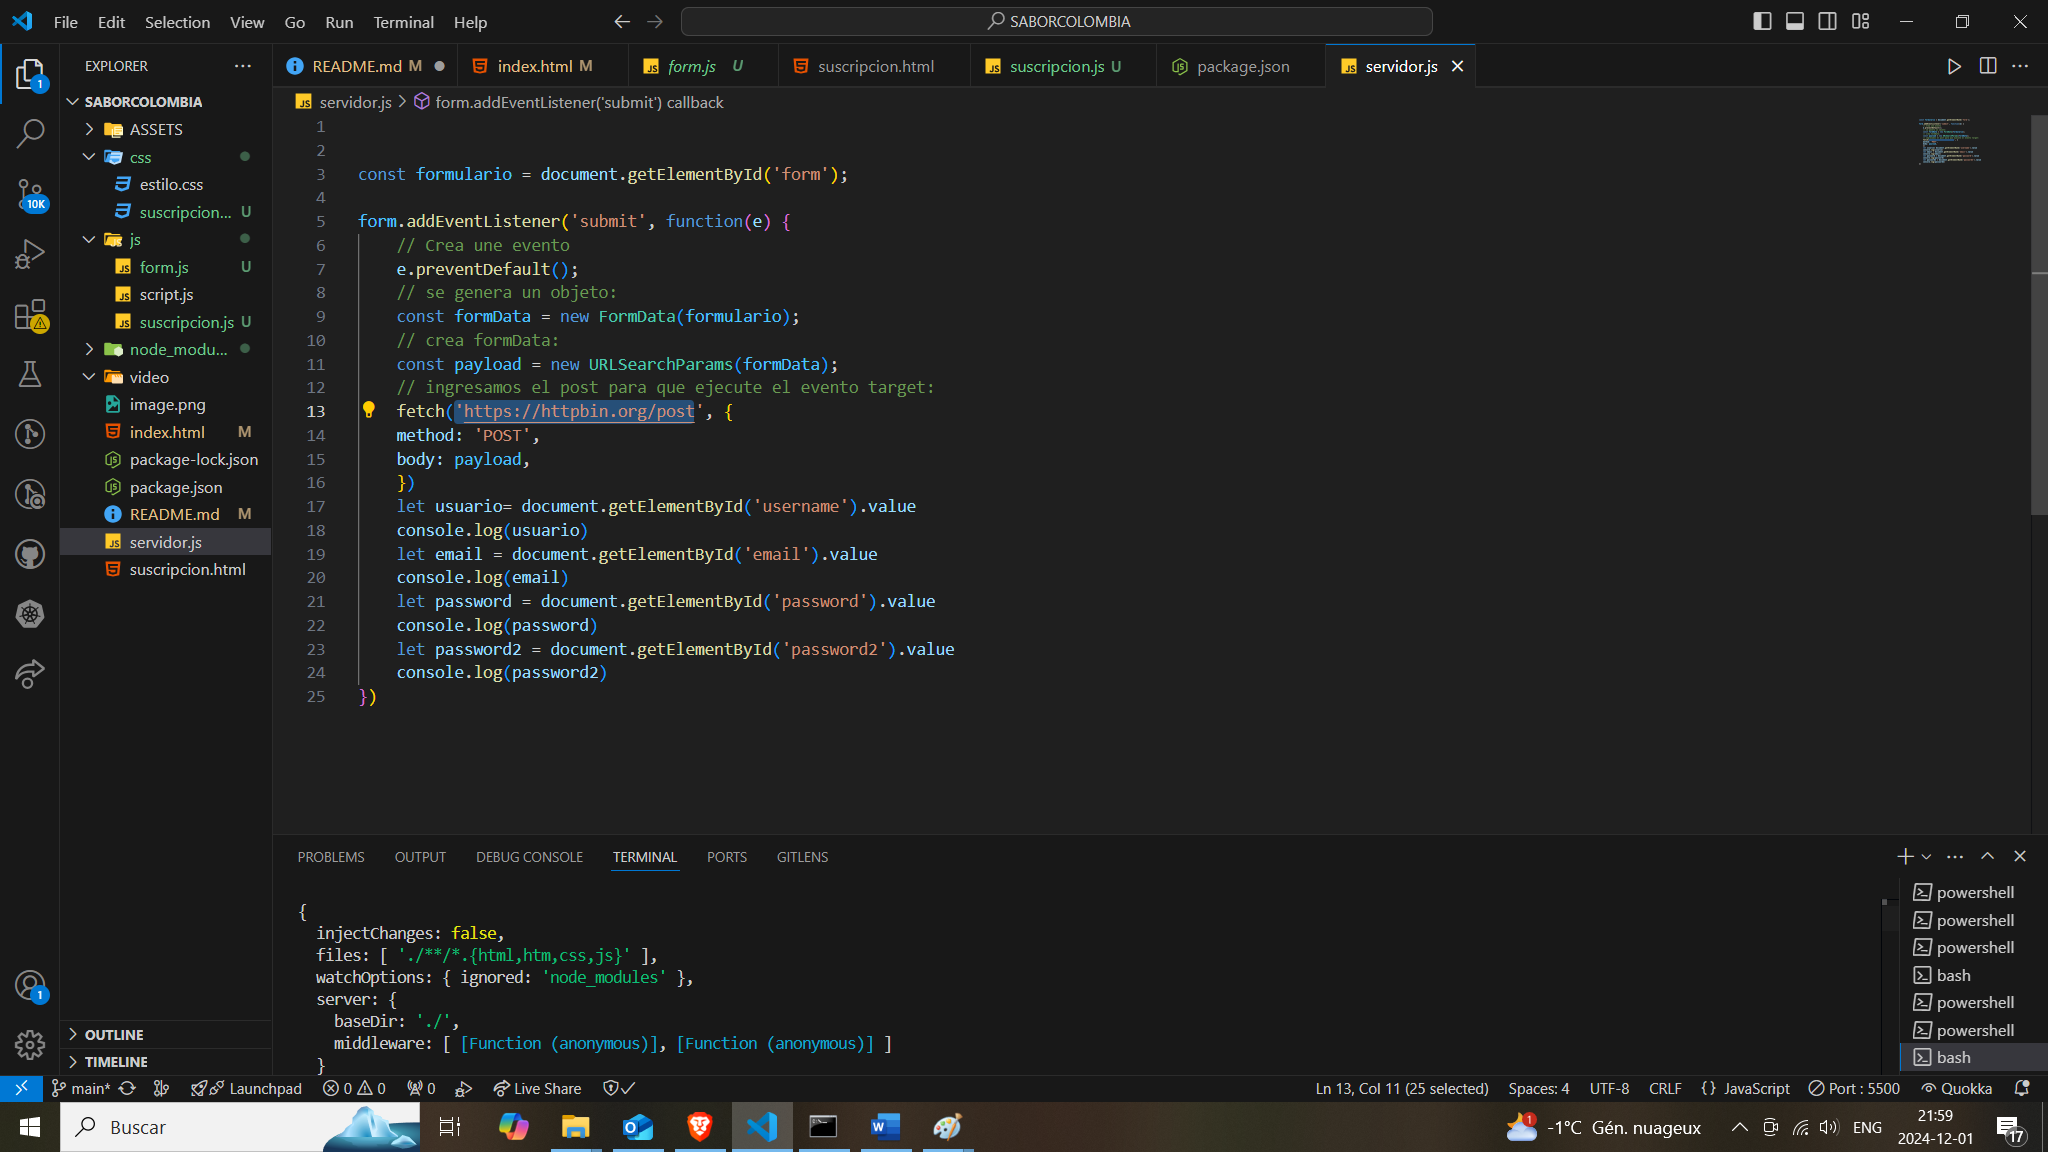 File Edit Selection View Go Run Terminal Help
SABORCOLOMBIA
EXPLORER
README.md M
index.html M
form.js U
suscripcion.html
suscripcion.js U
package.json
servidor.js
servidor.js > form.addEventListener('submit') callback
1
10K
1
SABORCOLOMBIA
ASSETS
css
estilo.css
suscripcion... U
js
form.js U
script.js
suscripcion.js U
node_modu...
video
image.png
index.html M
package-lock.json
package.json
README.md M
servidor.js
suscripcion.html
OUTLINE
TIMELINE
1
2
3 const formulario = document.getElementById('form');
4
5 form.addEventListener('submit', function(e) {
6 // Crea une evento
7 e.preventDefault();
8 // se genera un objeto:
9 const formData = new FormData(formulario);
10 // crea formData:
11 const payload = new URLSearchParams(formData);
12 // ingresamos el post para que ejecute el evento target:
13 fetch('https://httpbin.org/post', {
14 method: 'POST',
15 body: payload,
16 })
17 let usuario= document.getElementById('username').value
18 console.log(usuario)
19 let email = document.getElementById('email').value
20 console.log(email)
21 let password = document.getElementById('password').value
22 console.log(password)
23 let password2 = document.getElementById('password2').value
24 console.log(password2)
25 })
PROBLEMS OUTPUT DEBUG CONSOLE TERMINAL PORTS GITLENS
{
injectChanges: false,
files: [ './**/*.{html,htm,css,js}' ],
watchOptions: { ignored: 'node_modules' },
server: {
baseDir: './',
middleware: [ [Function (anonymous)], [Function (anonymous)] ]
}
powershell
powershell
powershell
bash
powershell
powershell
bash
main* Launchpad 0 0 0 Live Share
Ln 13, Col 11 (25 selected) Spaces: 4 UTF-8 CRLF {} JavaScript Port : 5500 Quokka
Buscar
1
-1°C Gén. nuageux
ENG
21:59
2024-12-01
17